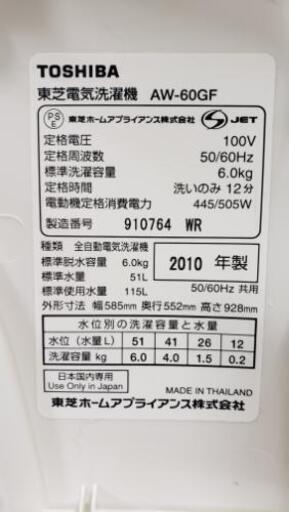 TOSHIBA
東芝電気洗濯機 AW-60GF
PS E 東芝ホームアプライアンス株式会社 JET
定格電圧 100V
定格周波数 50/60Hz
標準洗濯容量 6.0kg
定格時間 洗いのみ 12分
電動機定格消費電力 445/505W
製造番号 910764 WR
種類 全自動電気洗濯機
標準脱水容量 6.0kg
2010 年製
標準水量 51L
標準使用水量 115L 50/60Hz 共用
外形寸法 幅585mm 奥行552mm 高さ928mm
水位別の洗濯容量と水量
水位(水量L) 51 41 26 12
洗濯容量 kg 6.0 4.0 1.5 0.2
日本国内専用
Use Only in Japan
MADE IN THAILAND
東芝ホームアプライアンス株式会社